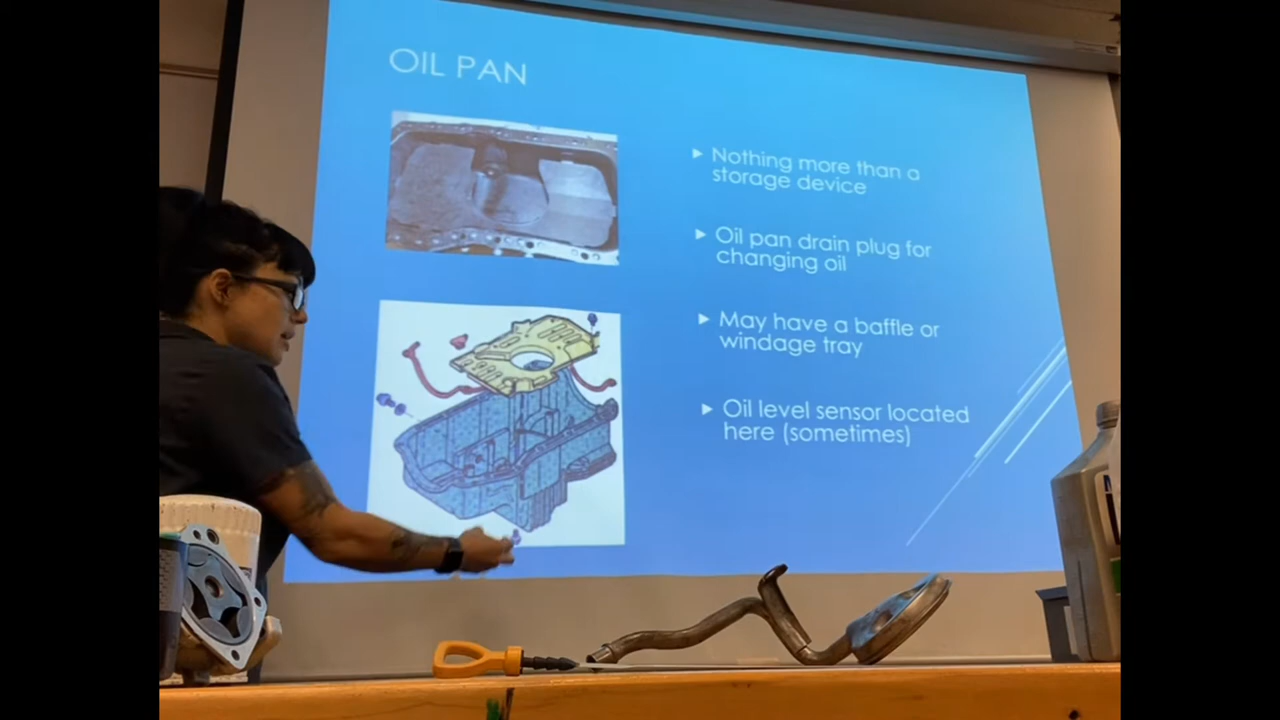 OIL PAN
Nothing more than a
storage device
Oil pan drain plug for
changing oil
May have a baffle or
windage tray
Oil level sensor located
here (sometimes)